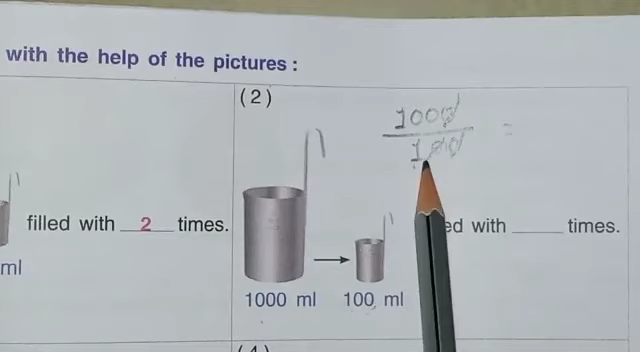 with the help of the pictures :
(2)
1000
100
=
filled with 2 times.
ed with _____ times.
ml
1000 ml 100 ml